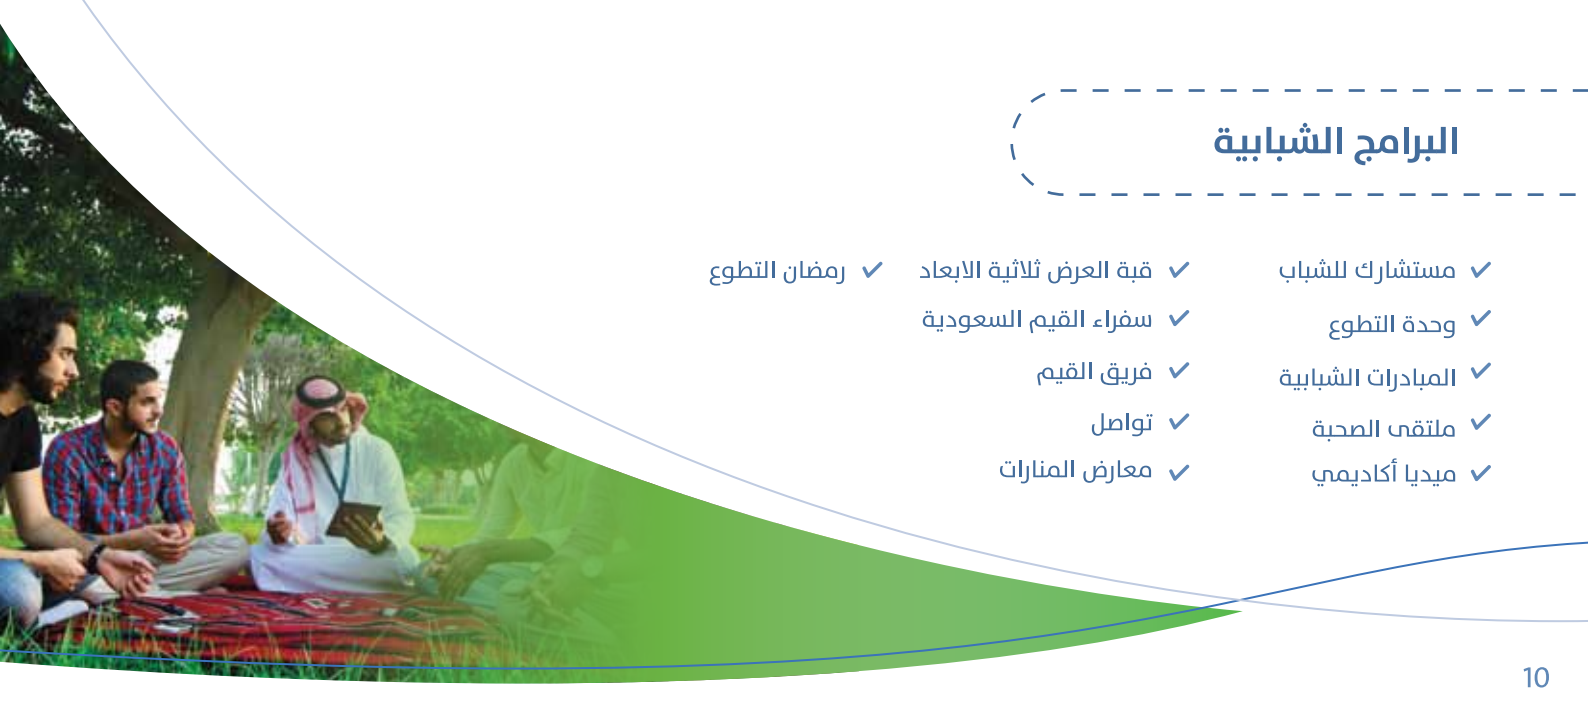 البرامج الشبابية
مستشارك للشباب
وحدة التطوع
المبادرات الشبابية
ملتقى الصحبة
ميديا أكاديمي
قبة العرض ثلاثية الابعاد
سفراء القيم السعودية
فريق القيم
تواصل
معارض المنارات
رمضان التطوع
10